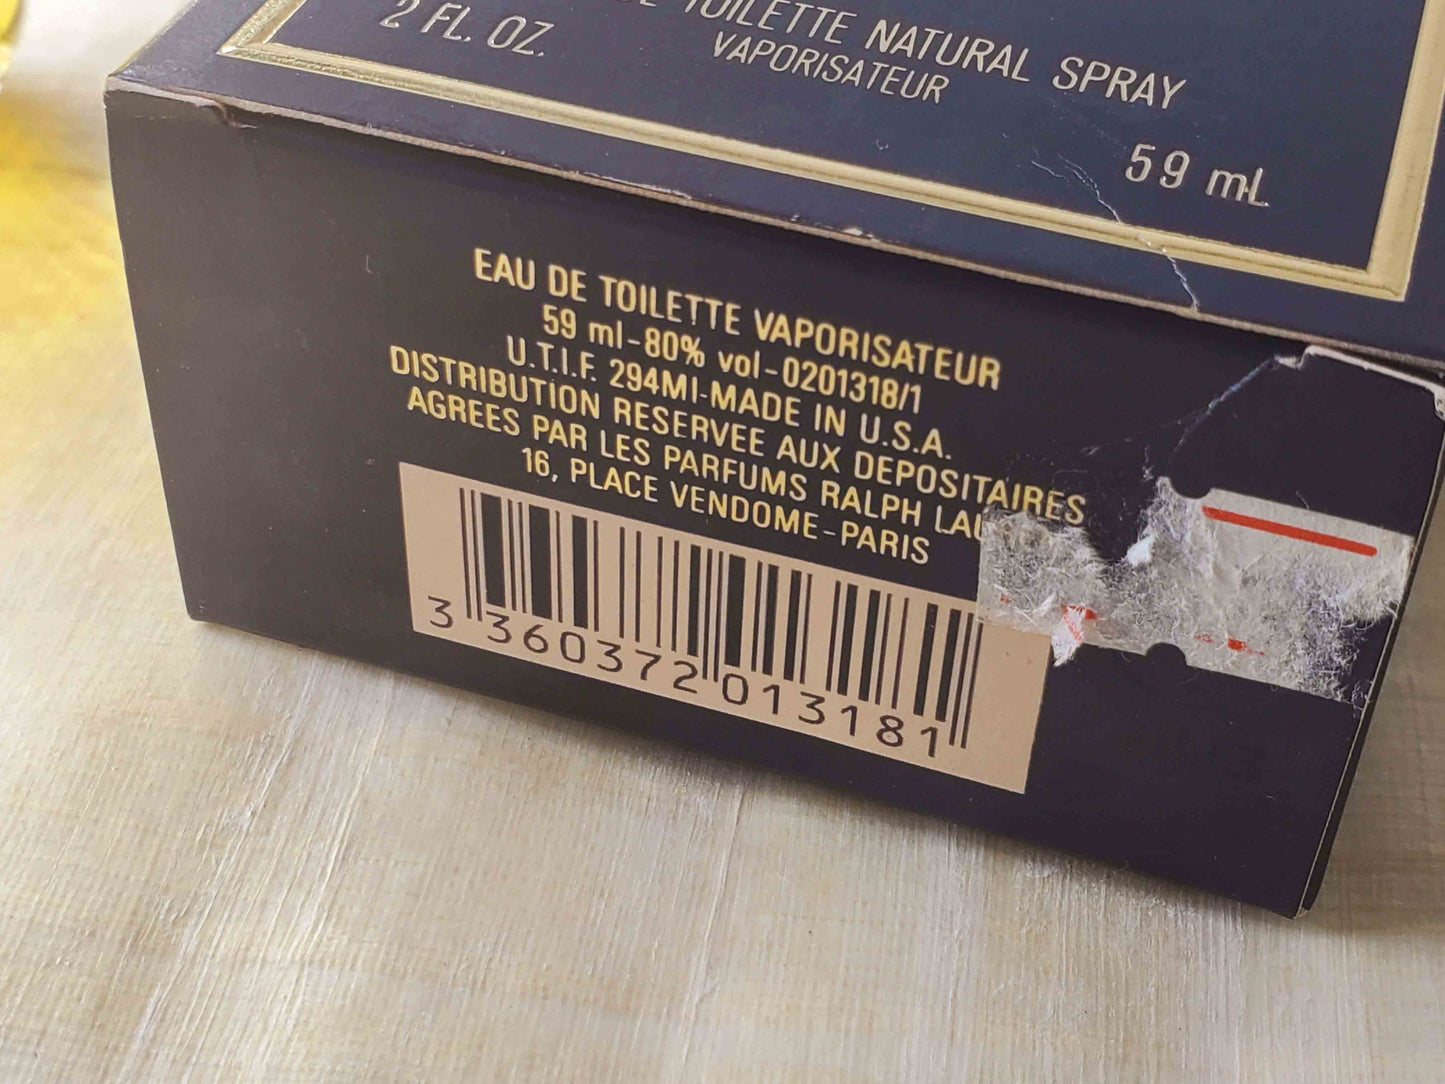 TOILETTE NATURAL SPRAY
VAPORISATEUR
2 FL. OZ.
59 mL
EAU DE TOILETTE VAPORISATEUR
59 ml-80% vol-0201318/1
U.T.I.F. 294MI-MADE IN U.S.A.
DISTRIBUTION RESERVEE AUX DEPOSITAIRES
AGREES PAR LES PARFUMS RALPH
16, PLACE VENDOME-PARIS
3 360372 013181